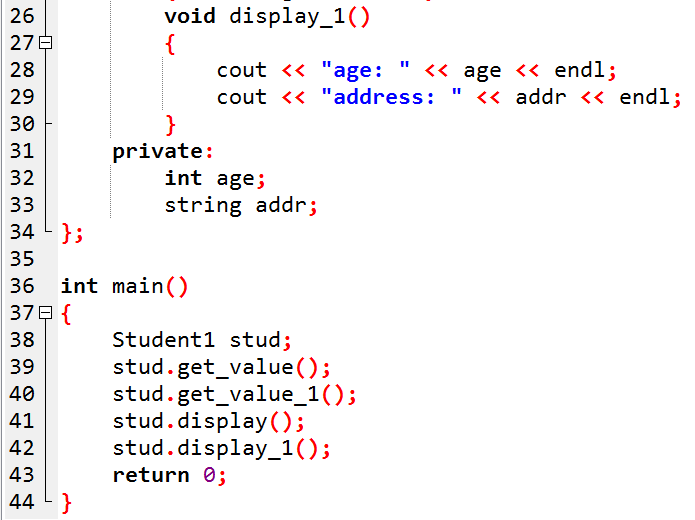 26 void display_1()
27 {
28 cout << "age: " << age << endl;
29 cout << "address: " << addr << endl;
30 }
31 private:
32 int age;
33 string addr;
34 };
35
36 int main()
37 {
38 Student1 stud;
39 stud.get_value();
40 stud.get_value_1();
41 stud.display();
42 stud.display_1();
43 return 0;
44 }